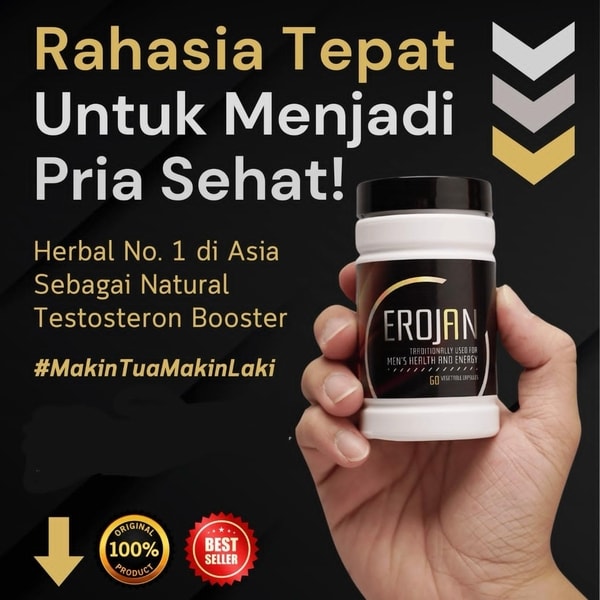 Rahasia Tepat
Untuk Menjadi
Pria Sehat!
Herbal No. 1 di Asia
Sebagai Natural
Testosteron Booster
#MakinTuaMakinLaki
EROJAN
TRADITIONALLY USED FOR
MEN'S HEALTH AND ENERGY
60 VEGETABLE CAPSULES
ORIGINAL
100%
PRODUCT
BEST
SELLER